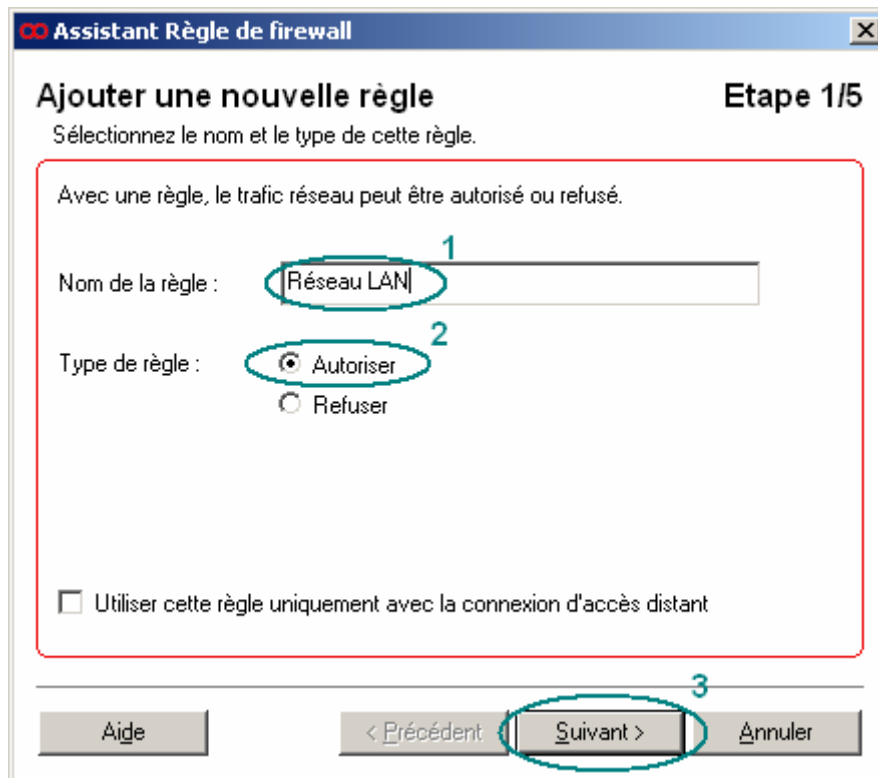 Assistant Règle de firewall
Ajouter une nouvelle règle Etape 1/5
Sélectionnez le nom et le type de cette règle.
Avec une règle, le trafic réseau peut être autorisé ou refusé.
1
Nom de la règle : Réseau LAN
2
Type de règle : Autoriser
Refuser
Utiliser cette règle uniquement avec la connexion d'accès distant
3
Aide < Précédent Suivant > Annuler